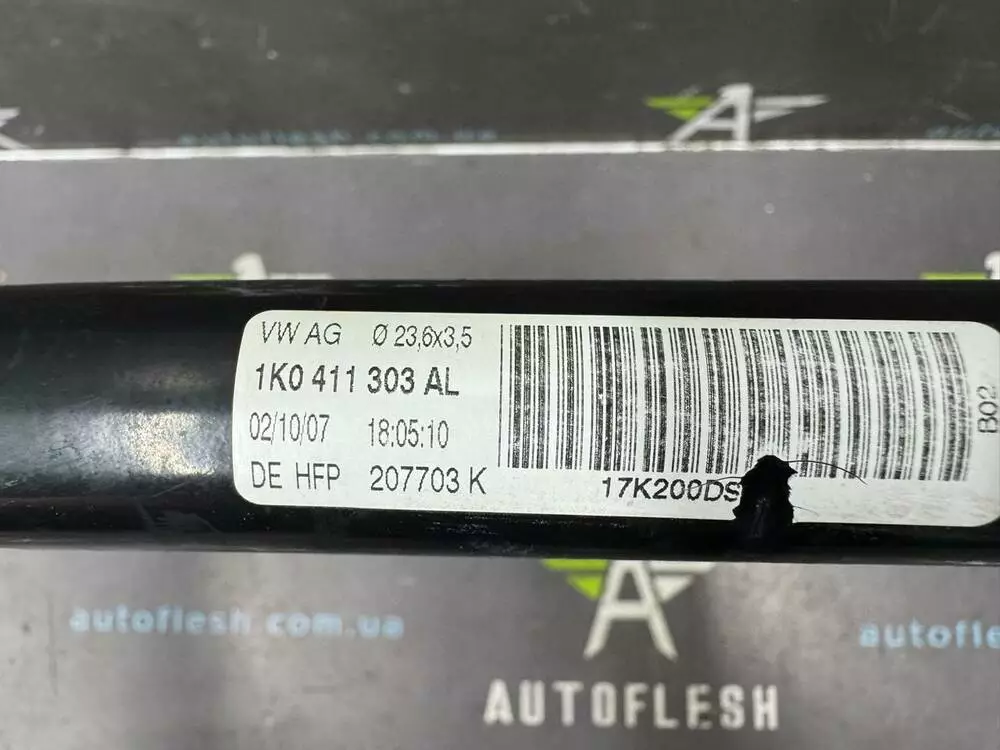 autoflesh com.ua
VW AG Ø 23,6x3,5
1K0 411 303 AL
02/10/07 18:05:10
DE HFP 207703 K
17K200DS
B02
autoflesh com.ua
AUTOFLESH